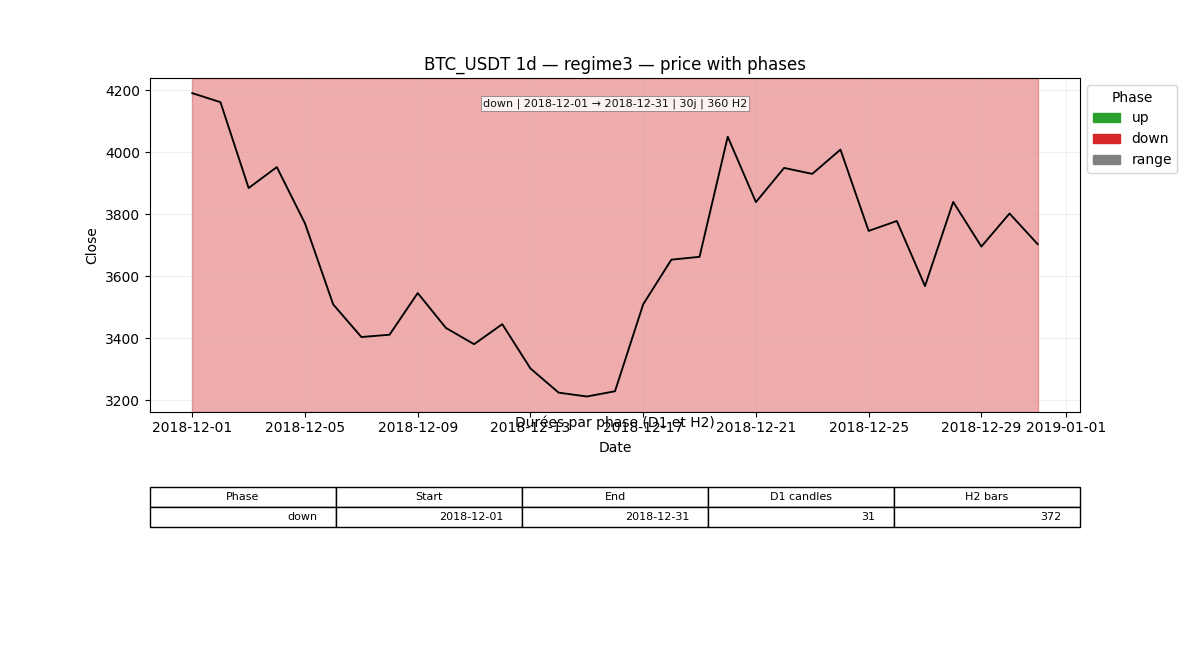 BTC_USDT 1d — regime3 — price with phases
down | 2018-12-01 → 2018-12-31 | 30j | 360 H2
Phase
up
down
range
Close
4200
4000
3800
3600
3400
3200
Durées par phase (D1 et H2)
2018-12-01 2018-12-05 2018-12-09 2018-12-13 2018-12-17 2018-12-21 2018-12-25 2018-12-29 2019-01-01
Date
Phase Start End D1 candles H2 bars
down 2018-12-01 2018-12-31 31 372